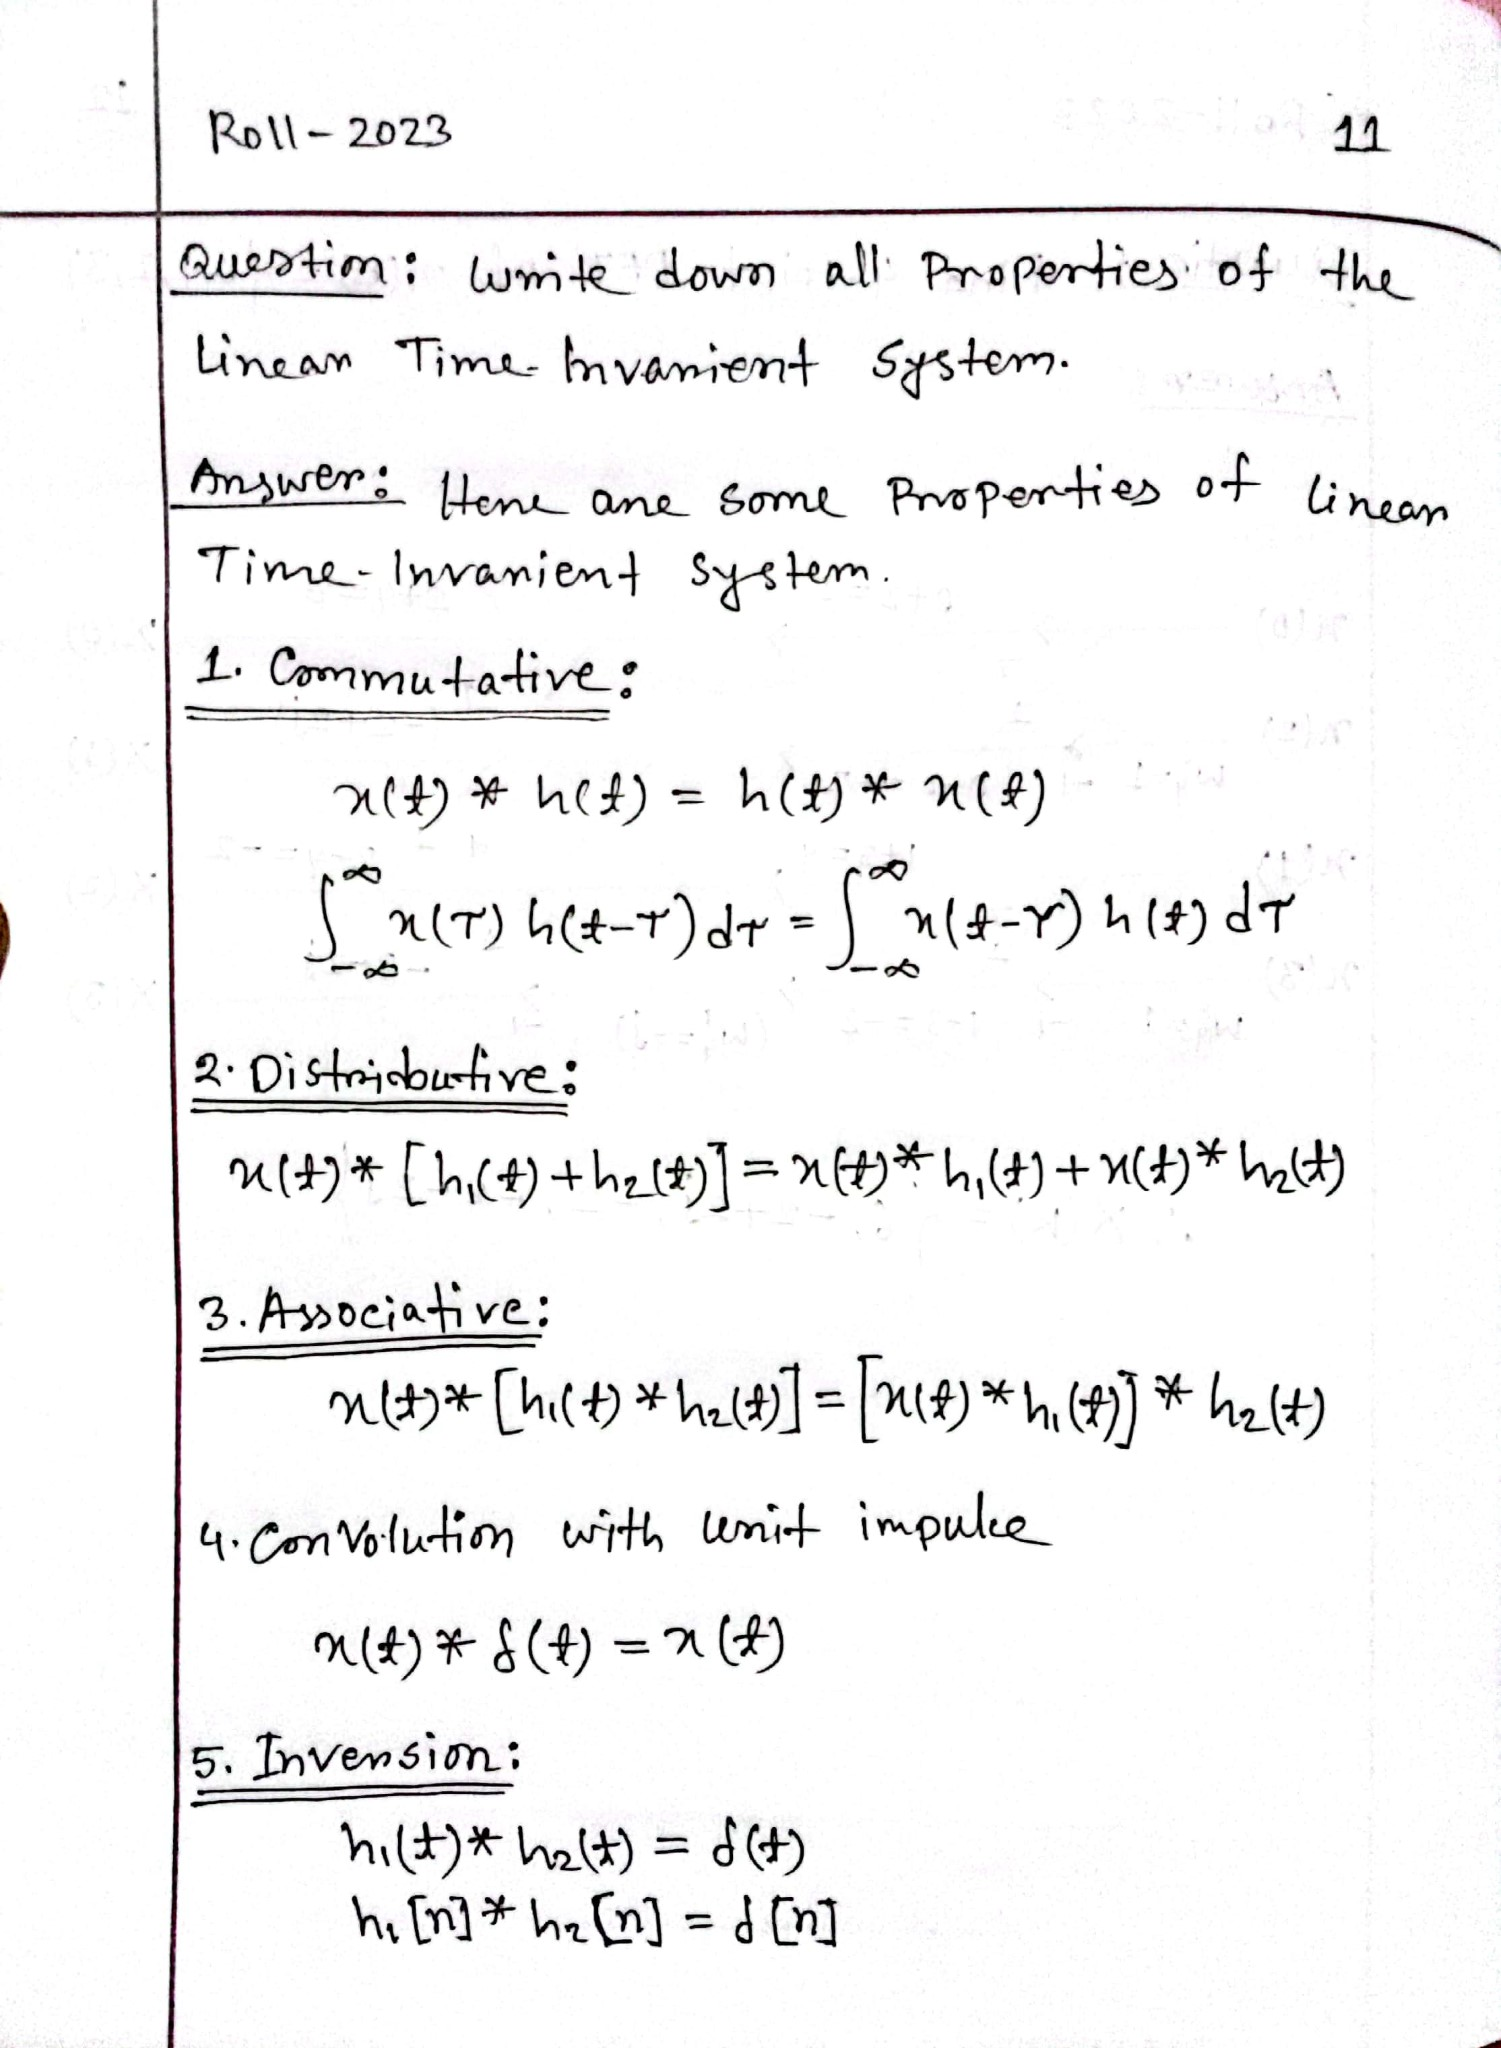 Roll-2023 11
Question: Write down all Properties of the
Linear Time-Invarient System.
Answer: Here are some Properties of linear
Time-Invarient system.
1. Commutative:
x(t) * h(t) = h(t) * x(t)
∫_{-∞}^{∞} x(τ) h(t-τ) dτ = ∫_{-∞}^{∞} x(t-τ) h(t) dτ
2. Distributive:
x(t) * [h₁(t) + h₂(t)] = x(t) * h₁(t) + x(t) * h₂(t)
3. Associative:
x(t) * [h₁(t) * h₂(t)] = [x(t) * h₁(t)] * h₂(t)
4. Convolution with unit impulse
x(t) * δ(t) = x(t)
5. Inversion:
h₁(t) * h₂(t) = δ(t)
h₁[n] * h₂[n] = δ[n]